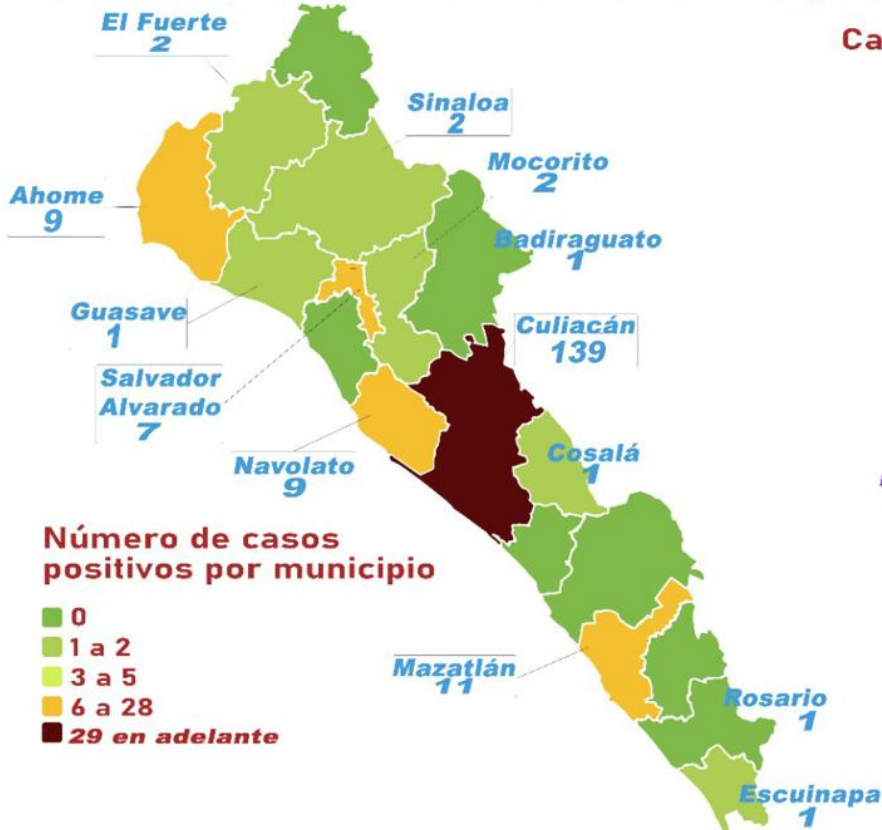 El Fuerte
2
Ca
Sinaloa
2
Mocorito
2
Ahome
9
Badiraguato
1
Guasave
1
Culiacán
139
Salvador
Alvarado
7
Navolato
9
Cosalá
1
Número de casos
positivos por municipio
0
1 a 2
3 a 5
6 a 28
29 en adelante
Mazatlán
11
Rosario
1
Escuinapa
1